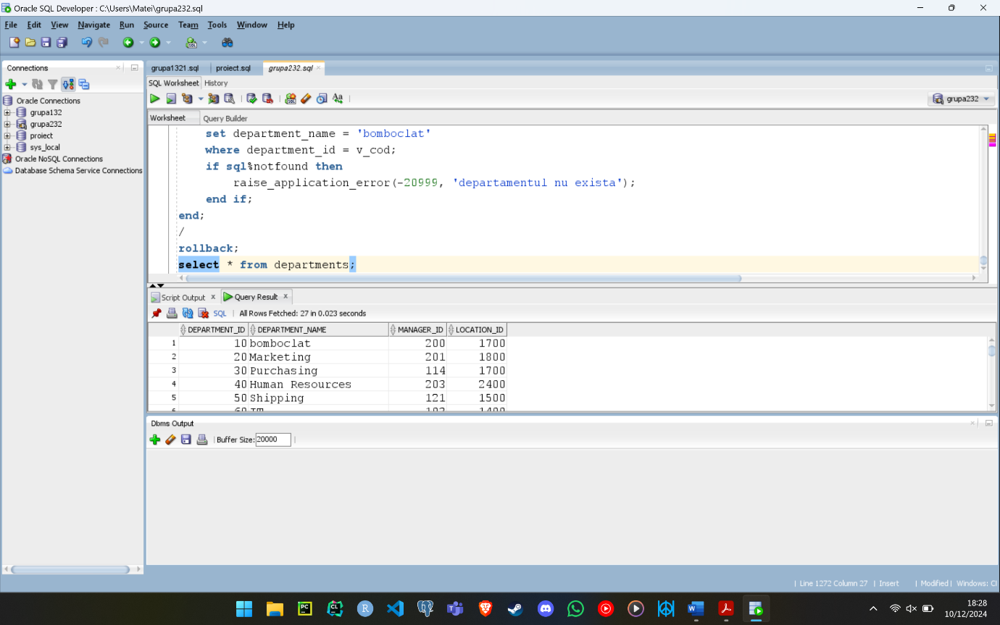 Oracle SQL Developer : C:\Users\Matei\grupa232.sql
File Edit View Navigate Run Source Team Tools Window Help
Connections
grupa1321.sql proiect.sql grupa232.sql
SQL Worksheet History
grupa232
Worksheet Query Builder
Oracle Connections
grupa132
grupa232
proiect
sys_local
Oracle NoSQL Connections
Database Schema Service Connections
set department_name = 'bomboclat'
where department_id = v_cod;
if sql%notfound then
raise_application_error(-20999, 'departamentul nu exista');
end if;
end;
/
rollback;
select * from departments;
Script Output x Query Result x
SQL | All Rows Fetched: 27 in 0.023 seconds
DEPARTMENT_ID DEPARTMENT_NAME MANAGER_ID LOCATION_ID
1 10 bomboclat 200 1700
2 20 Marketing 201 1800
3 30 Purchasing 114 1700
4 40 Human Resources 203 2400
5 50 Shipping 121 1500
6 60 IT 103 1400
Dbms Output
Buffer Size: 20000
| Line 1272 Column 27 | Insert | Modified | Windows: Cl
18:28
10/12/2024